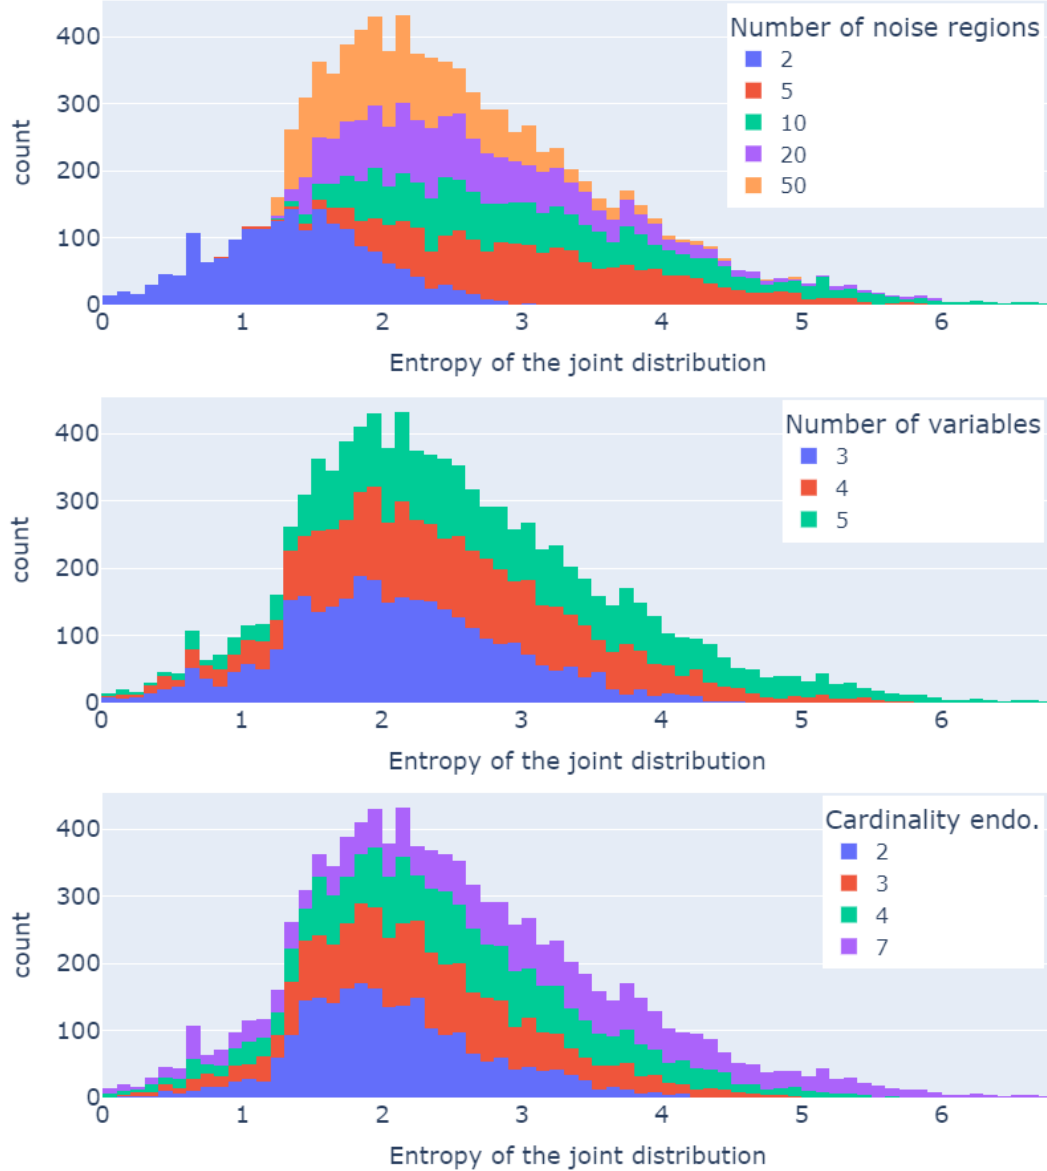 Number of noise regions
2
5
10
20
50
400
300
200
100
0
count
0 1 2 3 4 5 6
Entropy of the joint distribution
Number of variables
3
4
5
400
300
200
100
0
count
0 1 2 3 4 5 6
Entropy of the joint distribution
Cardinality endo.
2
3
4
7
400
300
200
100
0
count
0 1 2 3 4 5 6
Entropy of the joint distribution